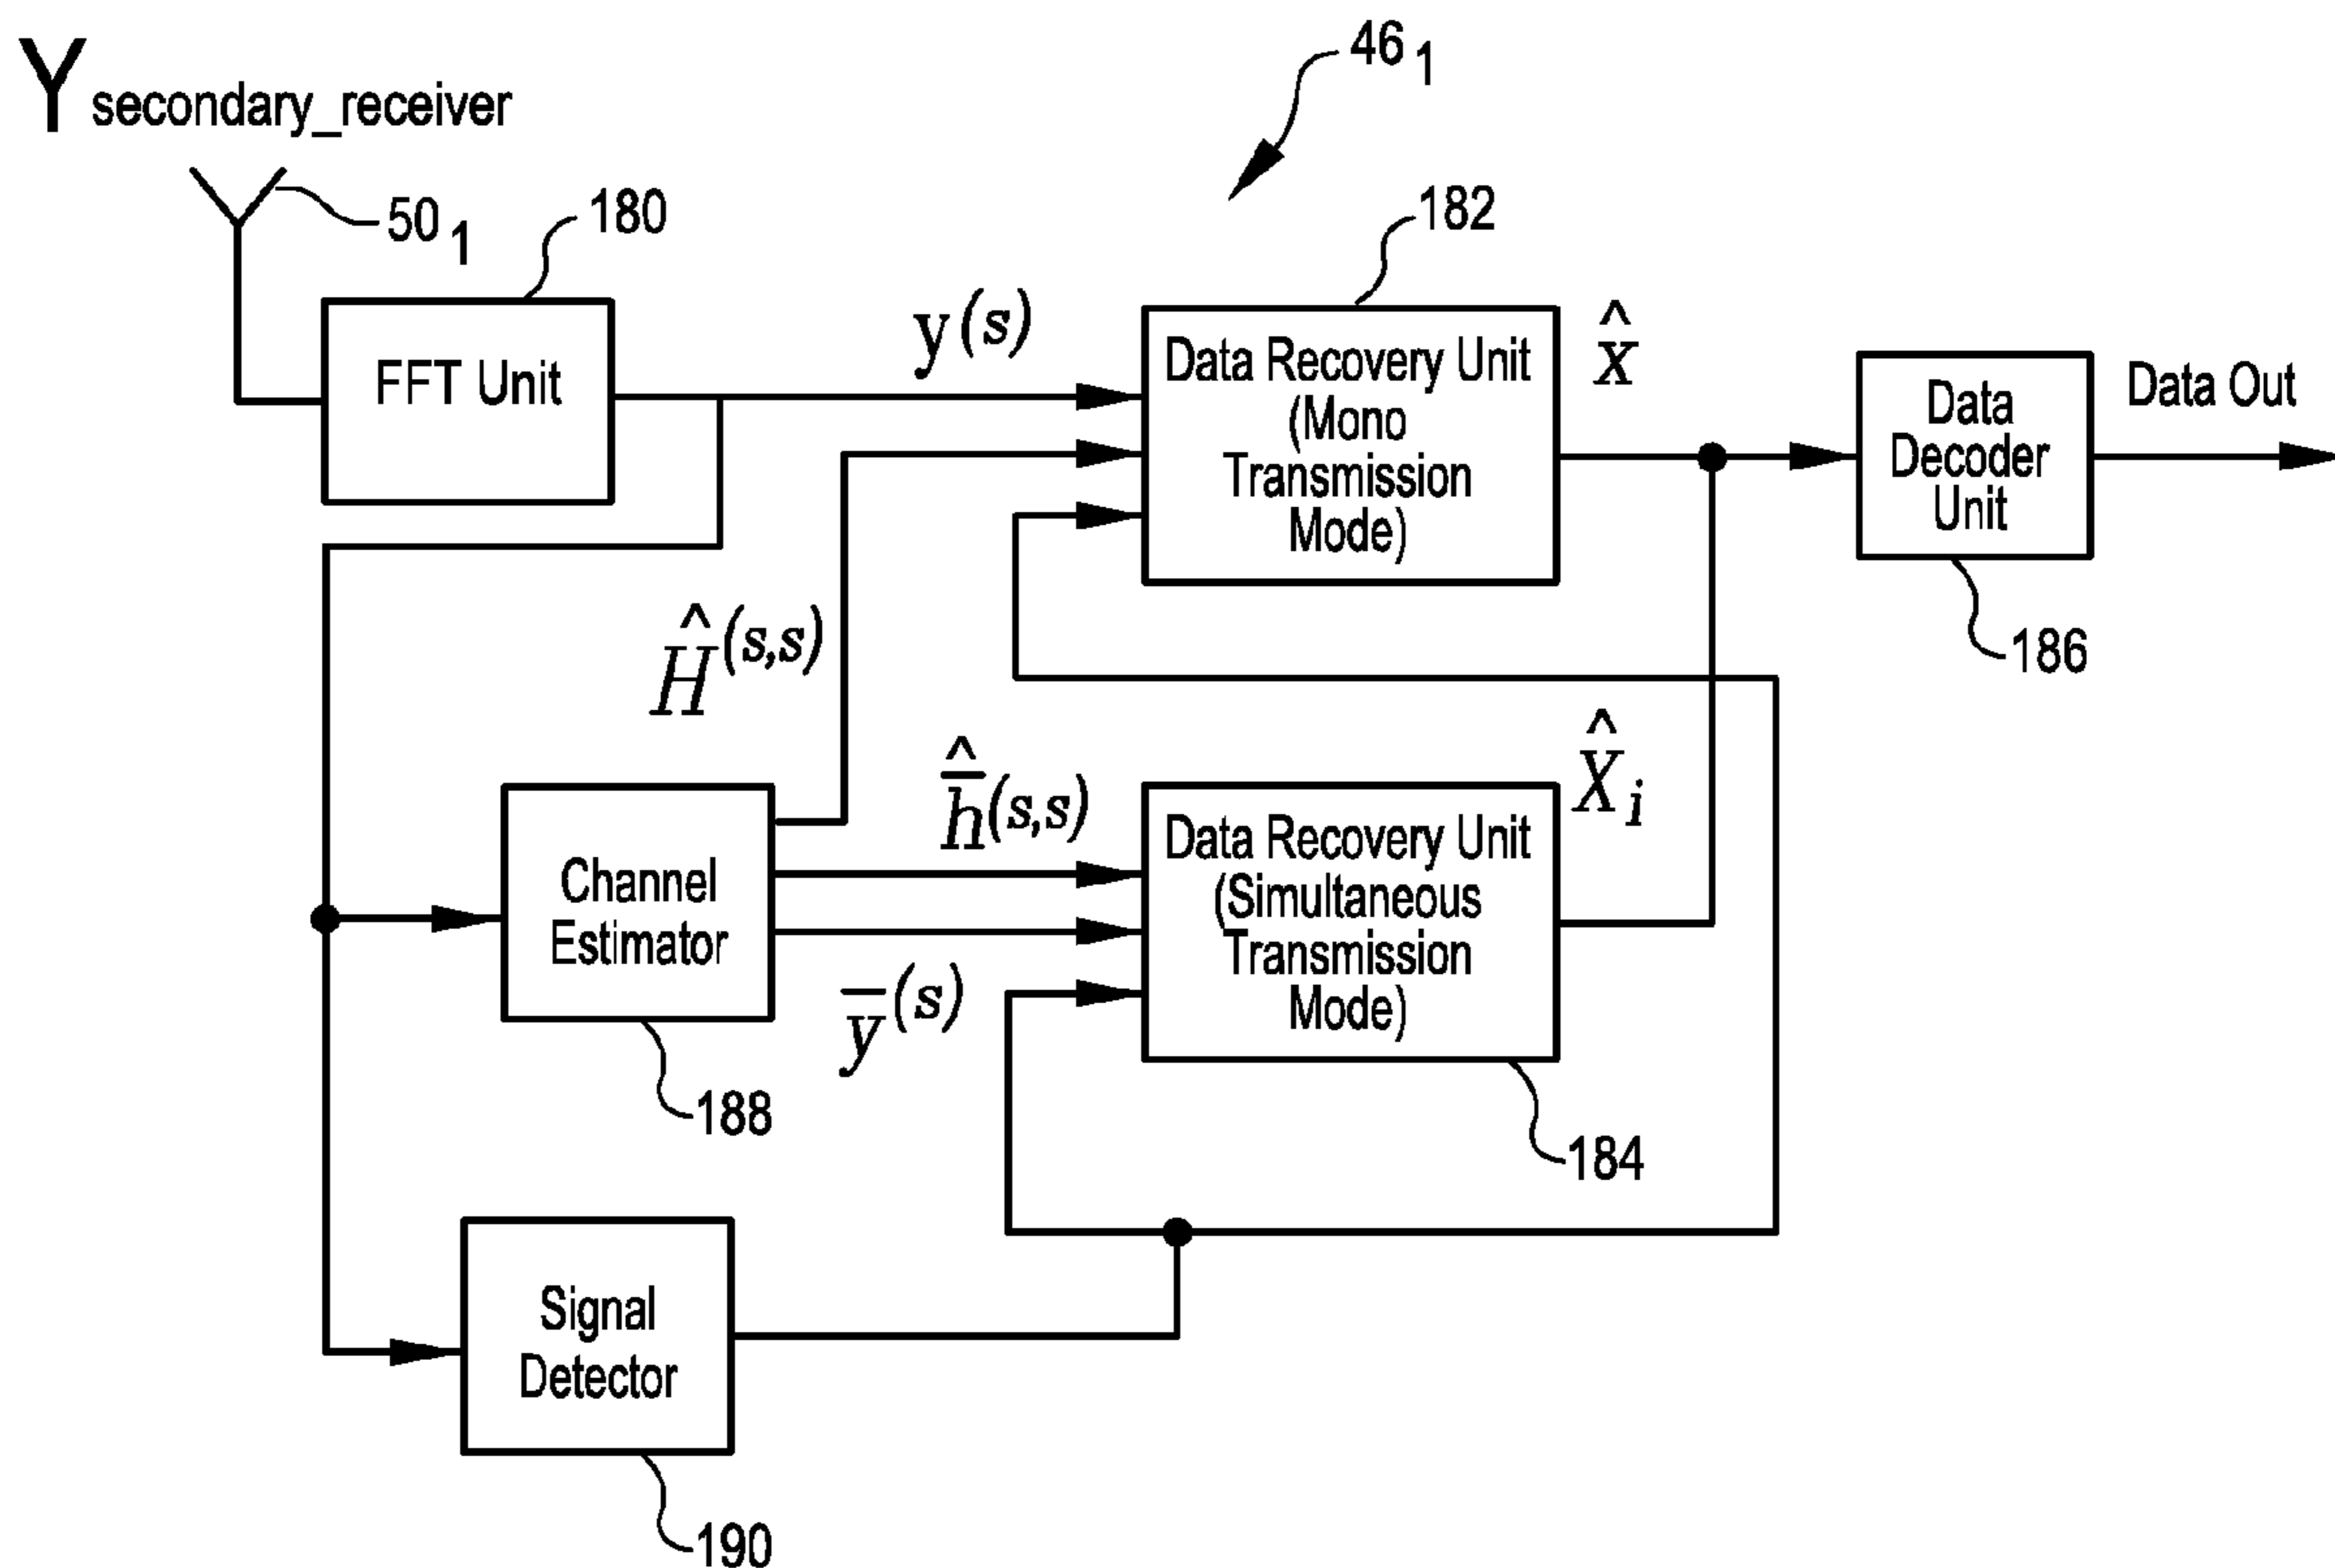 Y secondary_receiver
46 1
50 1
180
182
FFT Unit
y(s)
Data Recovery Unit
(Mono
Transmission
Mode)
x̂
Data
Decoder
Unit
Data Out
186
Ĥ(s,s)
Channel
Estimator
188
h̅̂(s,s)
y̅(s)
Data Recovery Unit
(Simultaneous
Transmission
Mode)
X̂i
184
Signal
Detector
190